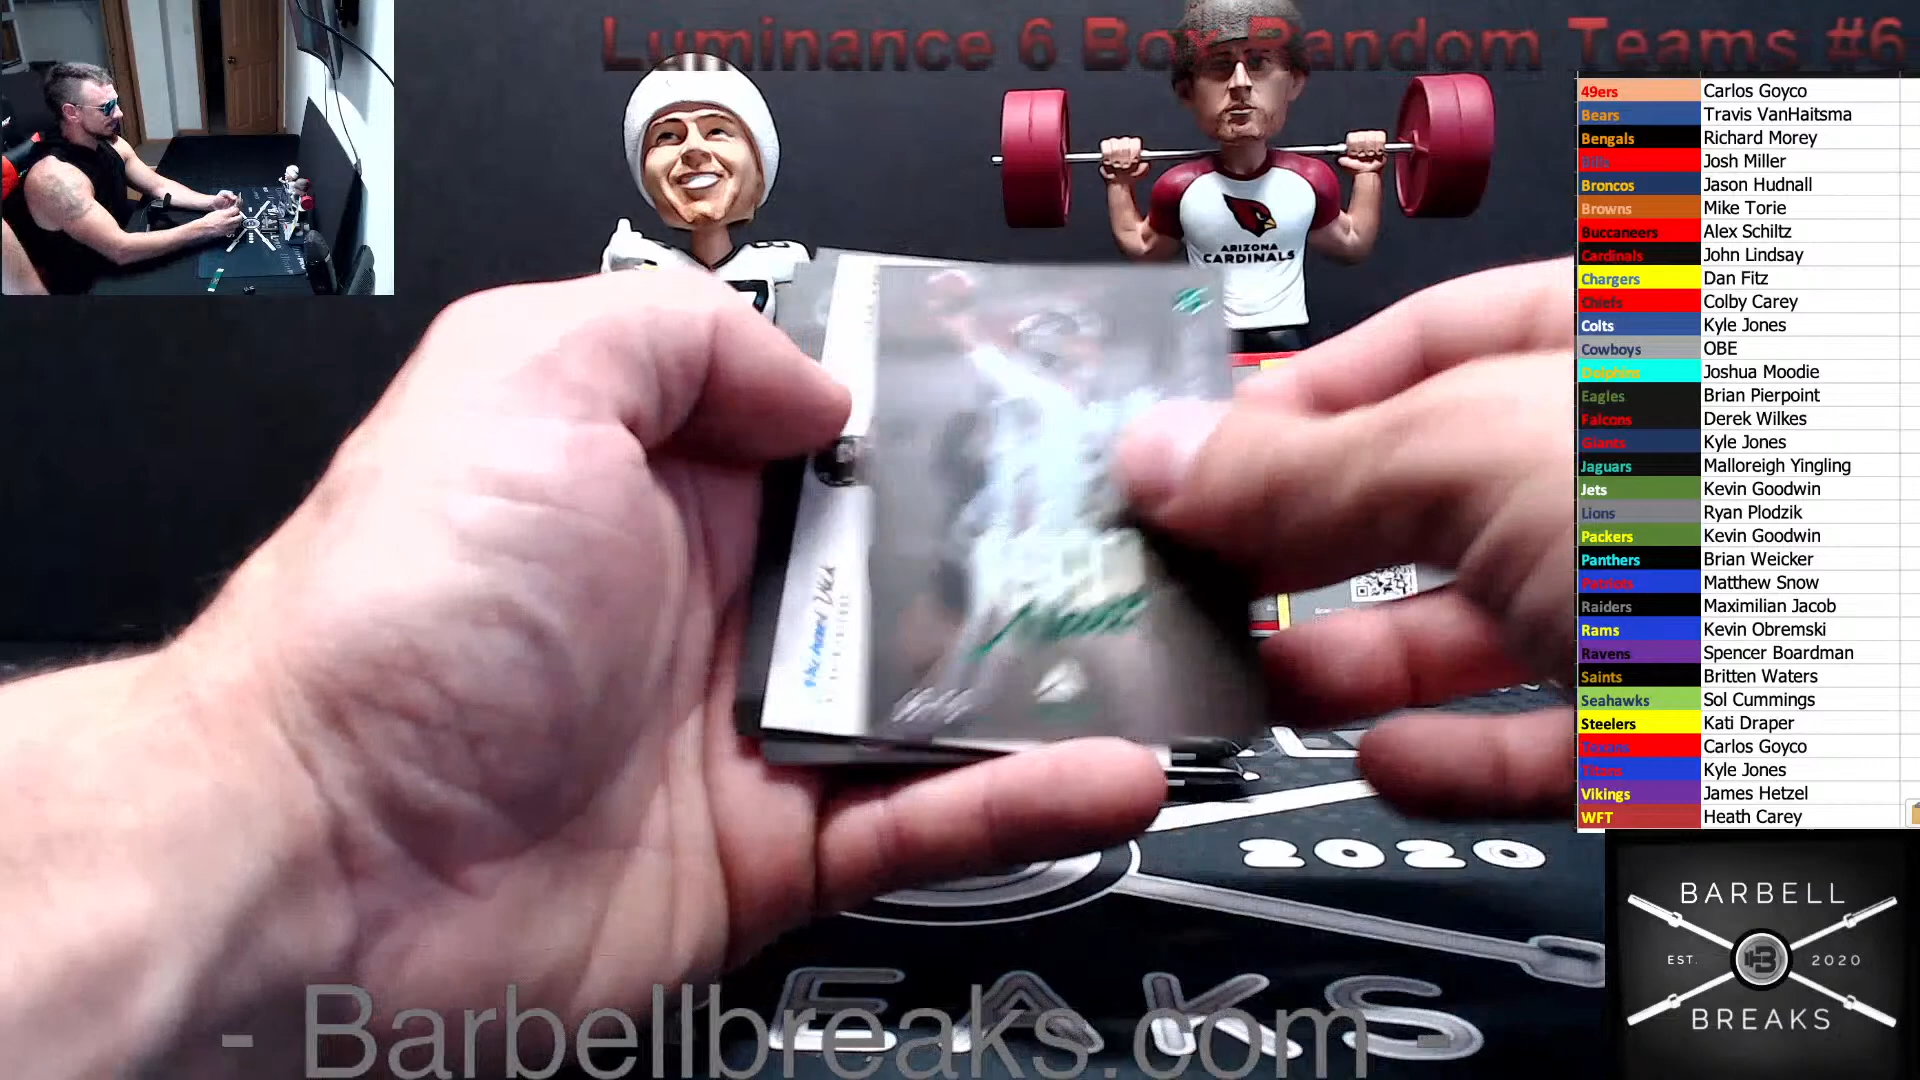 Luminance 6 Box Random Teams #6
49ers Carlos Goyco
Bears Travis VanHaitsma
Bengals Richard Morey
Bills Josh Miller
Broncos Jason Hudnall
Browns Mike Torie
Buccaneers Alex Schiltz
Cardinals John Lindsay
Chargers Dan Fitz
Chiefs Colby Carey
Colts Kyle Jones
Cowboys OBE
Dolphins Joshua Moodie
Eagles Brian Pierpoint
Falcons Derek Wilkes
Giants Kyle Jones
Jaguars Malloreigh Yingling
Jets Kevin Goodwin
Lions Ryan Plodzik
Packers Kevin Goodwin
Panthers Brian Weicker
Patriots Matthew Snow
Raiders Maximilian Jacob
Rams Kevin Obremski
Ravens Spencer Boardman
Saints Britten Waters
Seahawks Sol Cummings
Steelers Kati Draper
Texans Carlos Goyco
Titans Kyle Jones
Vikings James Hetzel
WFT Heath Carey
ARIZONA
CARDINALS
2020
EAKS
- Barbellbreaks.com -
BARBELL
EST. B 2020
BREAKS